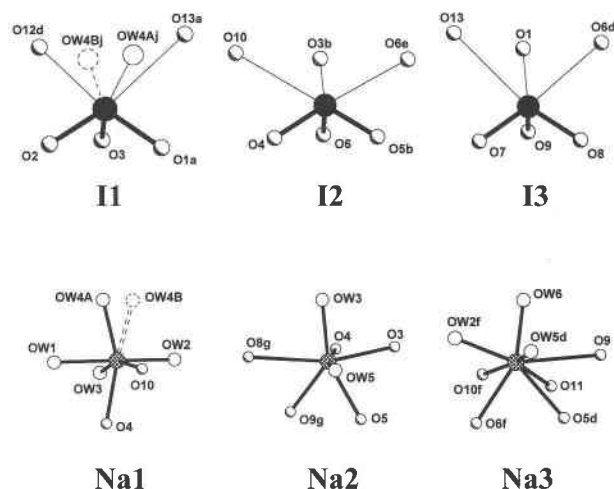 O12d OW4Bj OW4Aj O13a
O2 O3 O1a
I1
O10 O3b O6e
O4 O6 O5b
I2
O13 O1 O6d
O7 O9 O8
I3
OW4A OW4B
OW1 OW2
OW3 O10
O4
Na1
OW3
O8g O4 O3
OW5
O9g O5
Na2
OW6
OW2f OW5d O9
O10f O11
O6f O5d
Na3